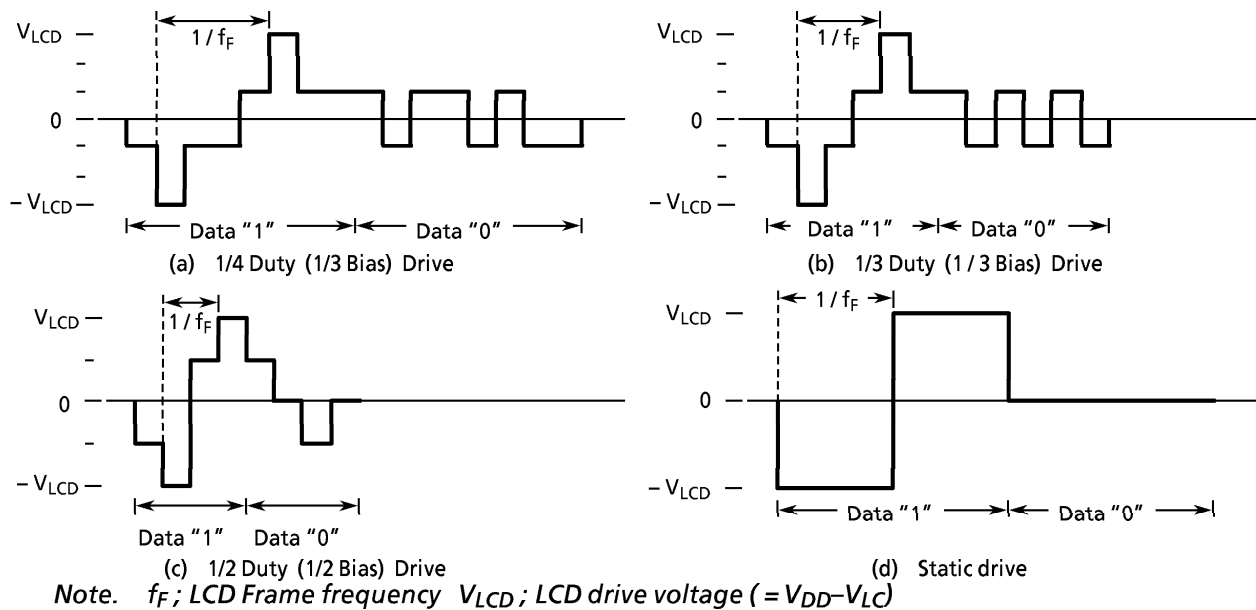 V_LCD
1 / f_F
0
– V_LCD
Data “1” Data “0”
(a) 1/4 Duty (1/3 Bias) Drive
V_LCD
1 / f_F
0
– V_LCD
Data “1” Data “0”
(b) 1/3 Duty (1 / 3 Bias) Drive
V_LCD
1 / f_F
0
– V_LCD
Data “1” Data “0”
(c) 1/2 Duty (1/2 Bias) Drive
V_LCD
1 / f_F
0
– V_LCD
Data “1” Data “0”
(d) Static drive
Note. f_F ; LCD Frame frequency V_LCD ; LCD drive voltage ( = V_DD–V_LC)